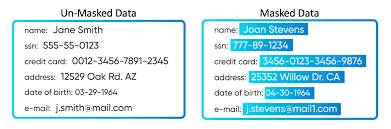 Un-Masked Data
name: Jane Smith
ssn: 555-55-0123
credit card: 0012-3456-7891-2345
address: 12529 Oak Rd. AZ
date of birth: 03-29-1964
e-mail: j.smith@mail.com
Masked Data
name: Joan Stevens
ssn: 777-89-1234
credit card: 3456-0123-3456-9876
address: 25352 Willow Dr. CA
date of birth: 04-30-1964
e-mail: j.stevens@mail1.com